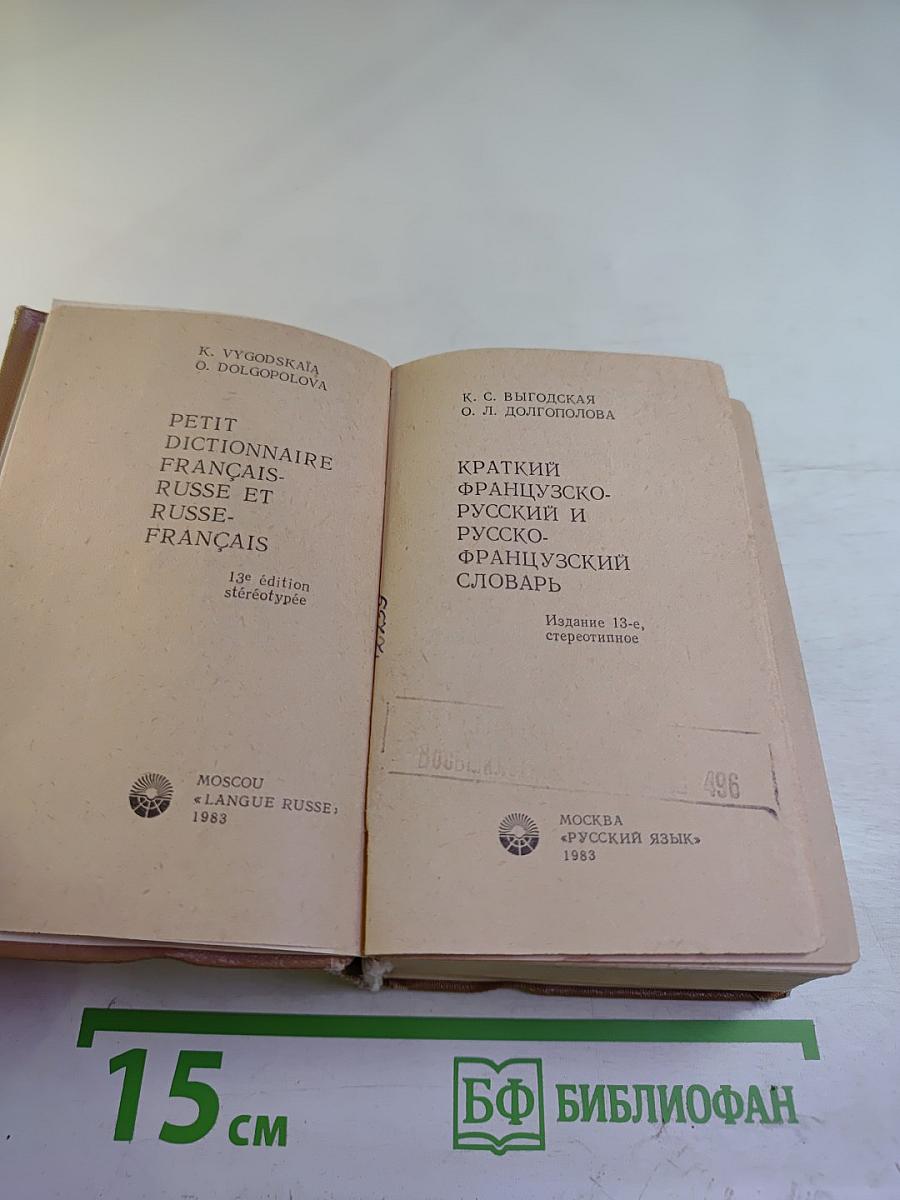 K. VYGODSKAÏA
O. DOLGOPOLOVA
PETIT
DICTIONNAIRE
FRANÇAIS-
RUSSE ET
RUSSE-
FRANÇAIS
13e édition
stéréotypée
MOSCOU
«LANGUE RUSSE»
1983
К. С. ВЫГОДСКАЯ
О. Л. ДОЛГОПОЛОВА
КРАТКИЙ
ФРАНЦУЗСКО-
РУССКИЙ И
РУССКО-
ФРАНЦУЗСКИЙ
СЛОВАРЬ
Издание 13-е,
стереотипное
496
МОСКВА
«РУССКИЙ ЯЗЫК»
1983
15 см
БФ БИБЛИОФАН